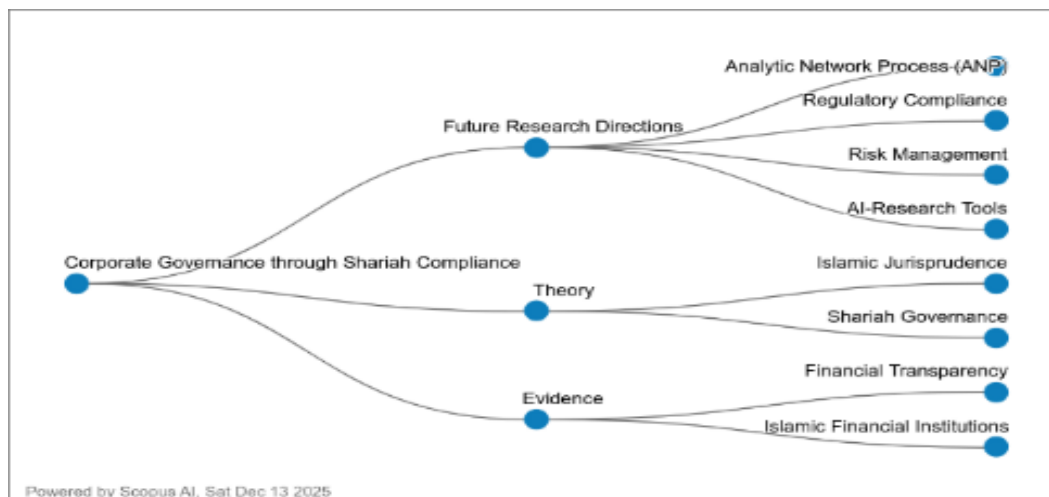 Analytic Network Process (ANP)
Regulatory Compliance
Future Research Directions
Risk Management
AI-Research Tools
Corporate Governance through Shariah Compliance
Islamic Jurisprudence
Theory
Shariah Governance
Financial Transparency
Evidence
Islamic Financial Institutions
Powered by Scopus AI, Sat Dec 13 2025